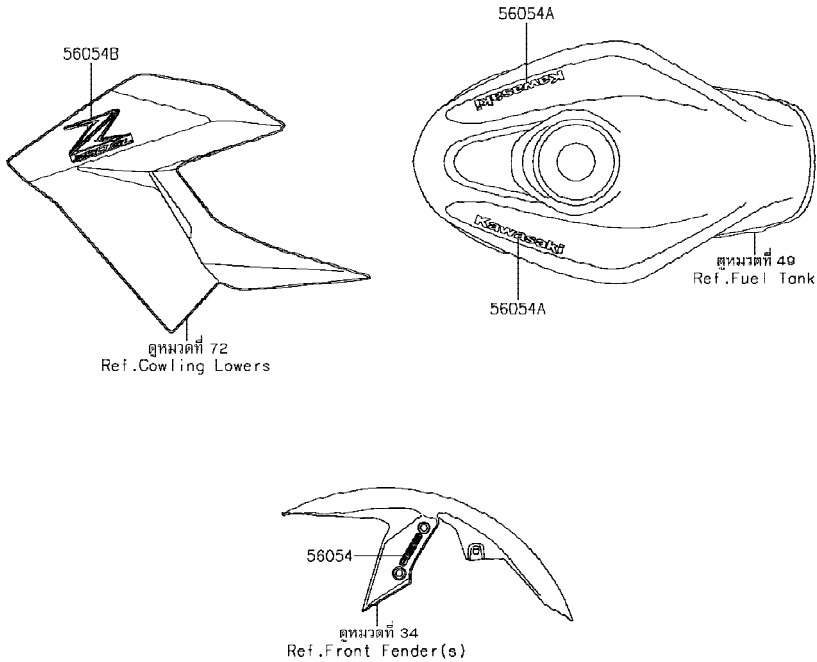 56054A
56054B
Kawasaki
Z
Kawasaki
ดูหมวดที่ 49
Ref.Fuel Tank
56054A
ดูหมวดที่ 72
Ref.Cowling Lowers
56054
ดูหมวดที่ 34
Ref.Front Fender(s)